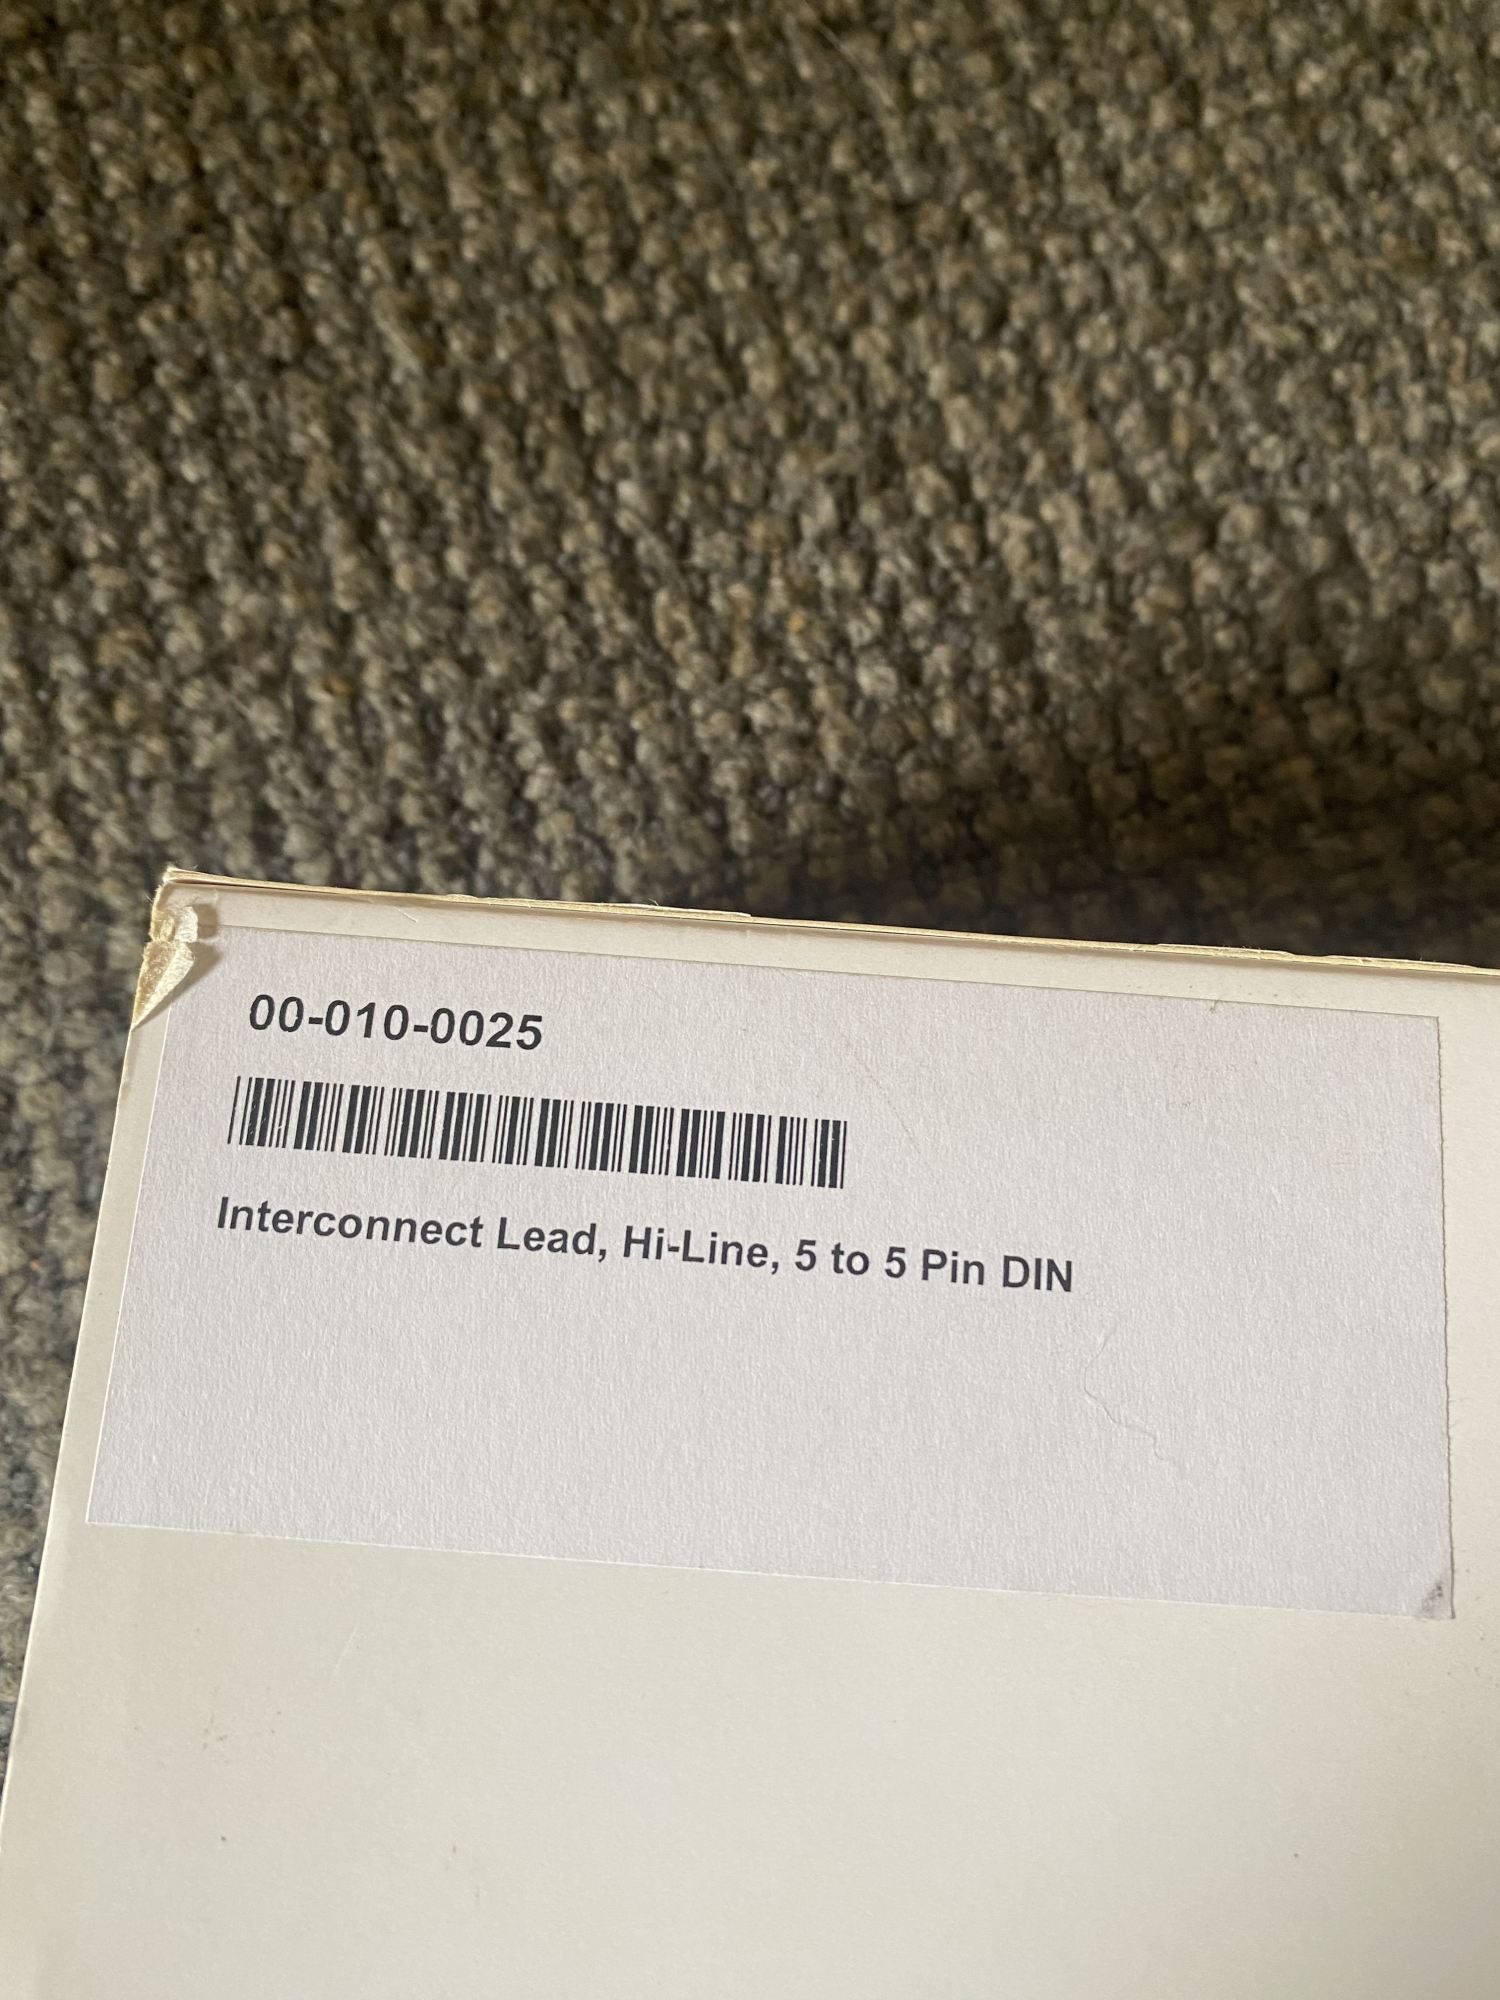 00-010-0025
Interconnect Lead, Hi-Line, 5 to 5 Pin DIN